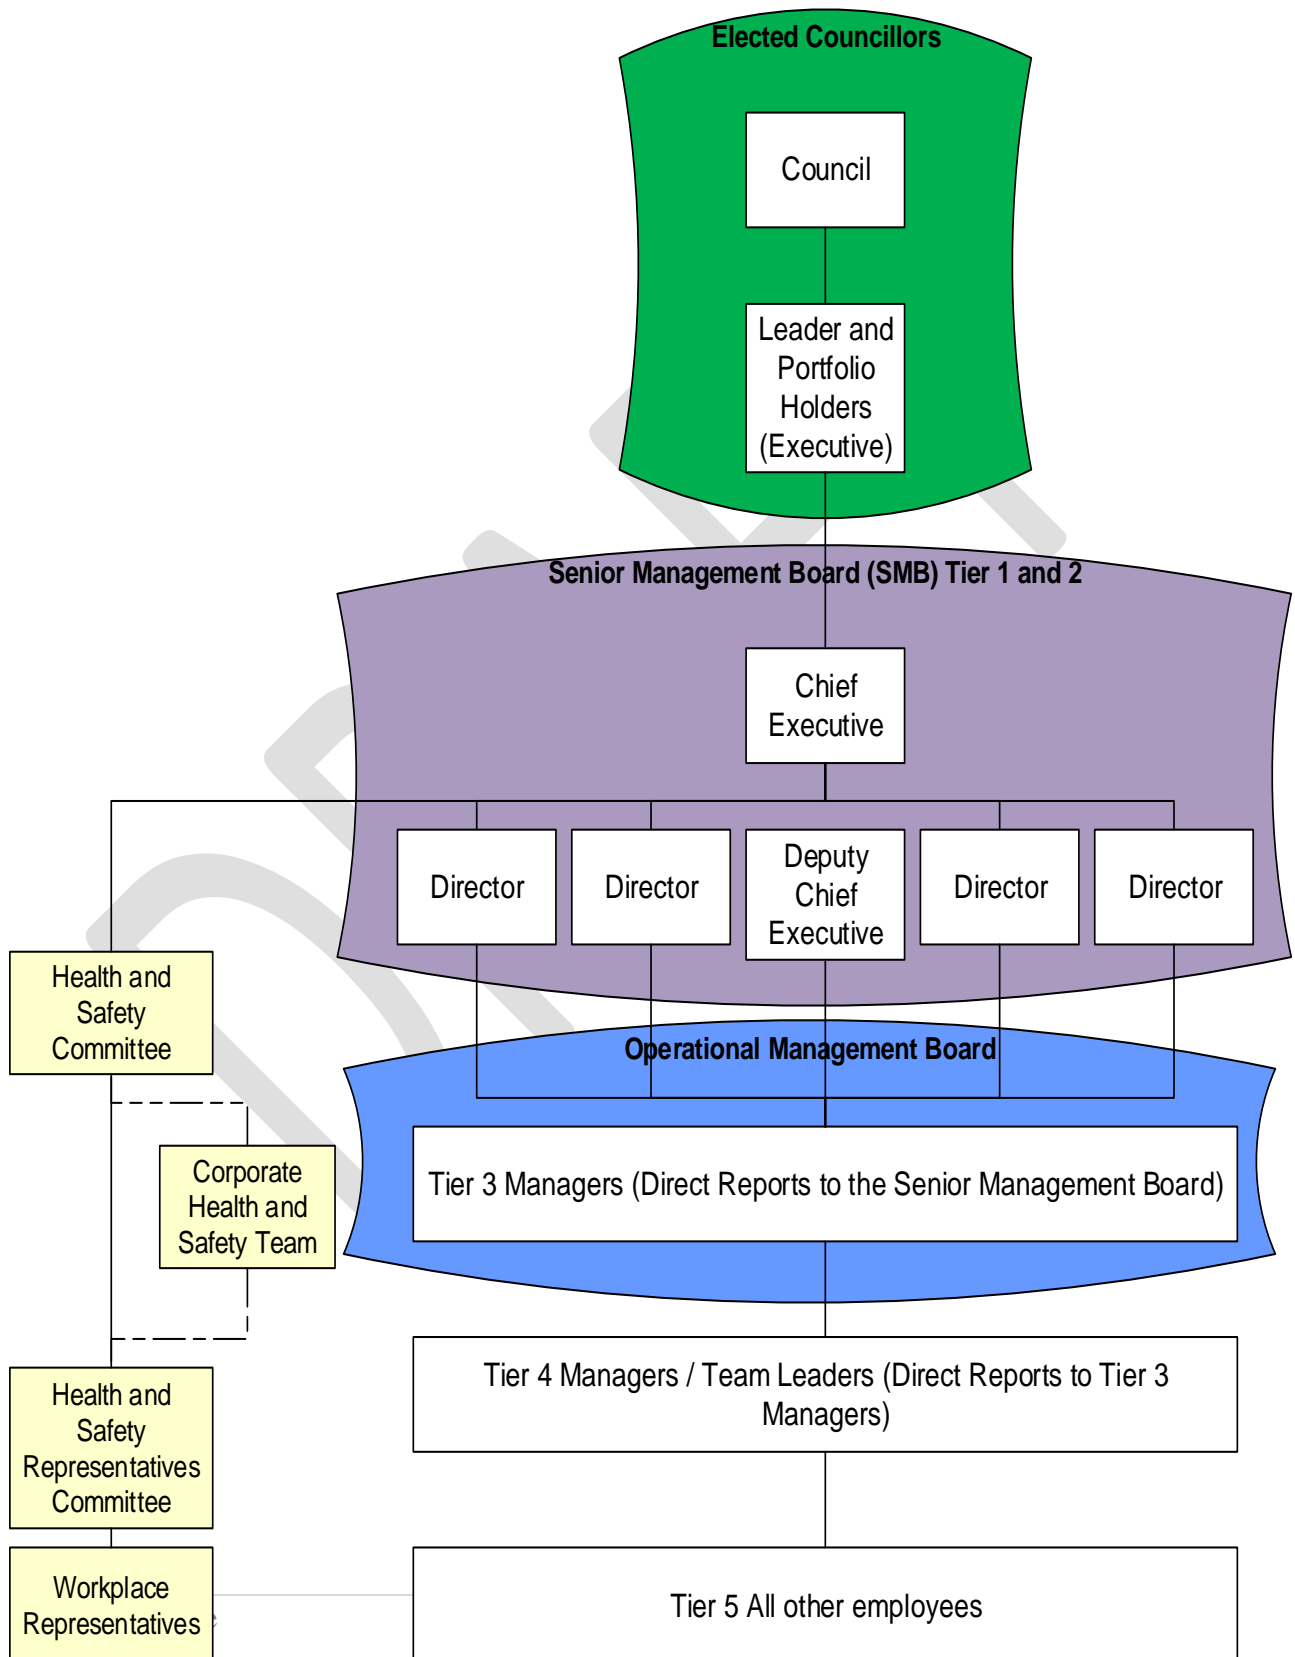 Elected Councillors
Council
Leader and
Portfolio
Holders
(Executive)
Senior Management Board (SMB) Tier 1 and 2
Chief
Executive
Director
Director
Deputy
Chief
Executive
Director
Director
Health and
Safety
Committee
Operational Management Board
Corporate
Health and
Safety Team
Tier 3 Managers (Direct Reports to the Senior Management Board)
Tier 4 Managers / Team Leaders (Direct Reports to Tier 3
Managers)
Health and
Safety
Representatives
Committee
Workplace
Representatives
Tier 5 All other employees
DRAFT